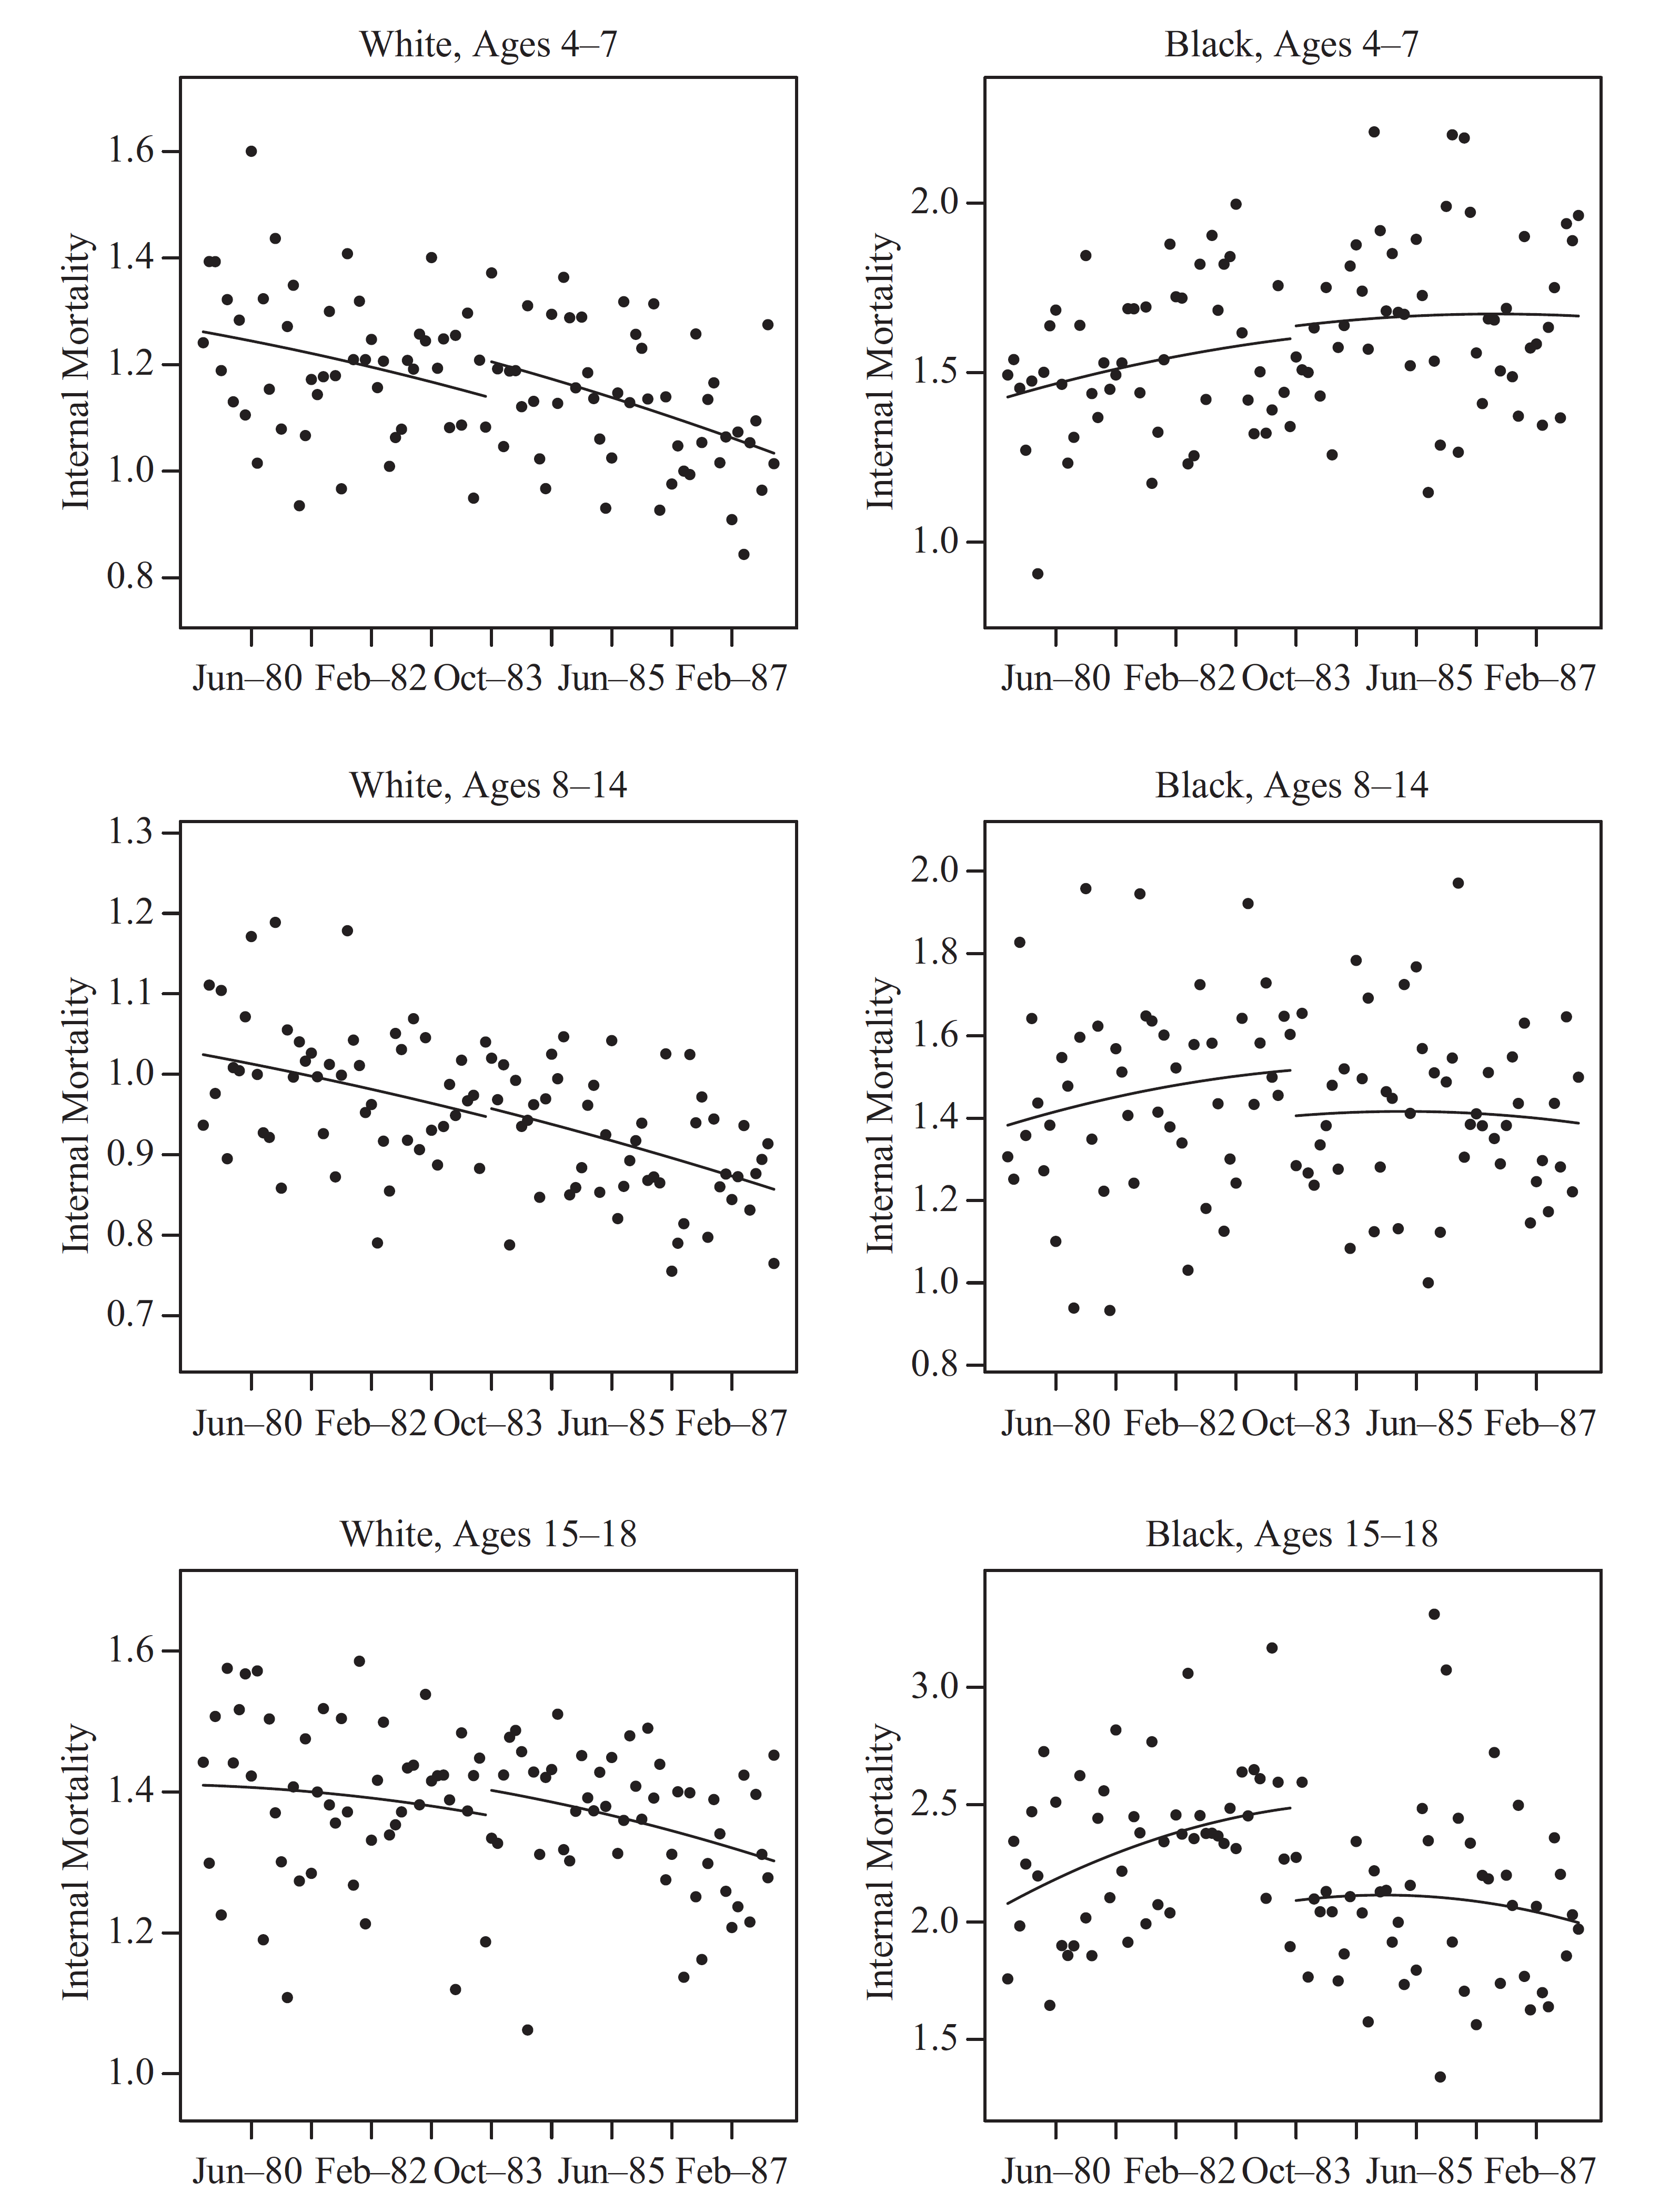 White, Ages 4–7
Internal Mortality
1.6
1.4
1.2
1.0
0.8
Jun–80 Feb–82 Oct–83 Jun–85 Feb–87
Black, Ages 4–7
Internal Mortality
2.0
1.5
1.0
Jun–80 Feb–82 Oct–83 Jun–85 Feb–87
White, Ages 8–14
Internal Mortality
1.3
1.2
1.1
1.0
0.9
0.8
0.7
Jun–80 Feb–82 Oct–83 Jun–85 Feb–87
Black, Ages 8–14
Internal Mortality
2.0
1.8
1.6
1.4
1.2
1.0
0.8
Jun–80 Feb–82 Oct–83 Jun–85 Feb–87
White, Ages 15–18
Internal Mortality
1.6
1.4
1.2
1.0
Jun–80 Feb–82 Oct–83 Jun–85 Feb–87
Black, Ages 15–18
Internal Mortality
3.0
2.5
2.0
1.5
Jun–80 Feb–82 Oct–83 Jun–85 Feb–87